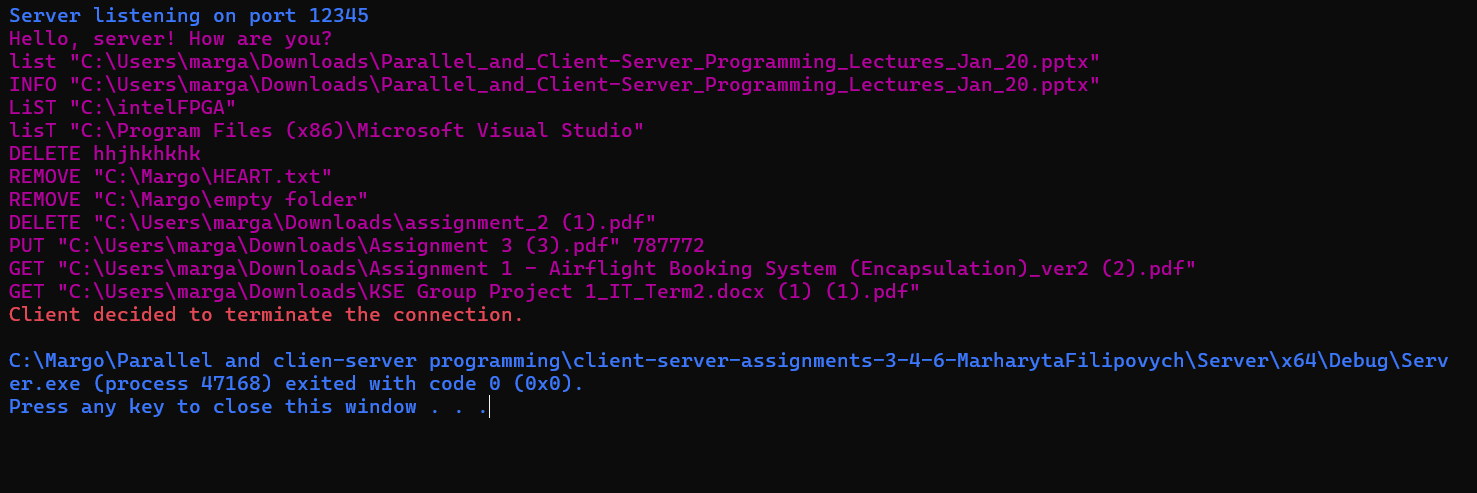 Server listening on port 12345
Hello, server! How are you?
list "C:\Users\marga\Downloads\Parallel_and_Client-Server_Programming_Lectures_Jan_20.pptx"
INFO "C:\Users\marga\Downloads\Parallel_and_Client-Server_Programming_Lectures_Jan_20.pptx"
LiST "C:\intelFPGA"
lisT "C:\Program Files (x86)\Microsoft Visual Studio"
DELETE hhjhkhkhk
REMOVE "C:\Margo\HEART.txt"
REMOVE "C:\Margo\empty folder"
DELETE "C:\Users\marga\Downloads\assignment_2 (1).pdf"
PUT "C:\Users\marga\Downloads\Assignment 3 (3).pdf" 787772
GET "C:\Users\marga\Downloads\Assignment 1 - Airflight Booking System (Encapsulation)_ver2 (2).pdf"
GET "C:\Users\marga\Downloads\KSE Group Project 1_IT_Term2.docx (1) (1).pdf"
Client decided to terminate the connection.
C:\Margo\Parallel and clien-server programming\client-server-assignments-3-4-6-MarharytaFilipovych\Server\x64\Debug\Serv
er.exe (process 47168) exited with code 0 (0x0).
Press any key to close this window . . .